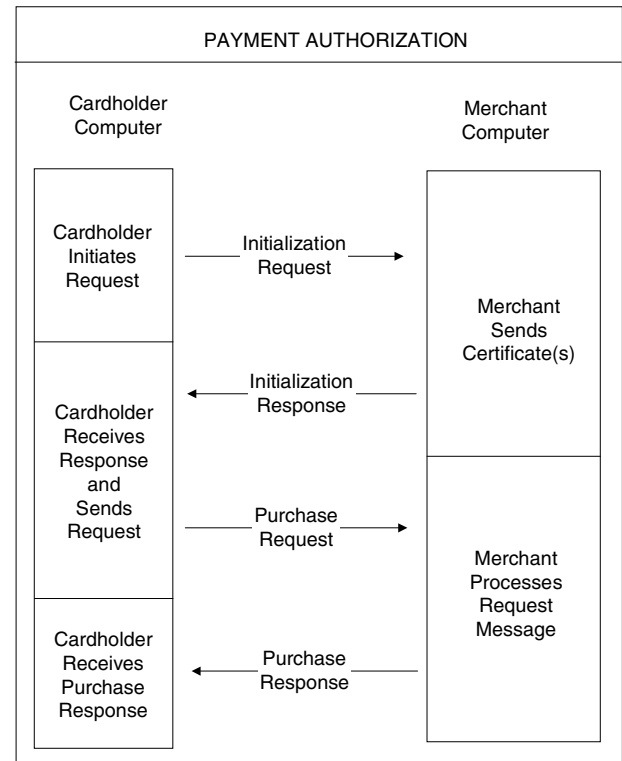 PAYMENT AUTHORIZATION
Cardholder
Computer
Merchant
Computer
Cardholder
Initiates
Request
Initialization
Request
Merchant
Sends
Certificate(s)
Initialization
Response
Cardholder
Receives
Response
and
Sends
Request
Purchase
Request
Merchant
Processes
Request
Message
Cardholder
Receives
Purchase
Response
Purchase
Response